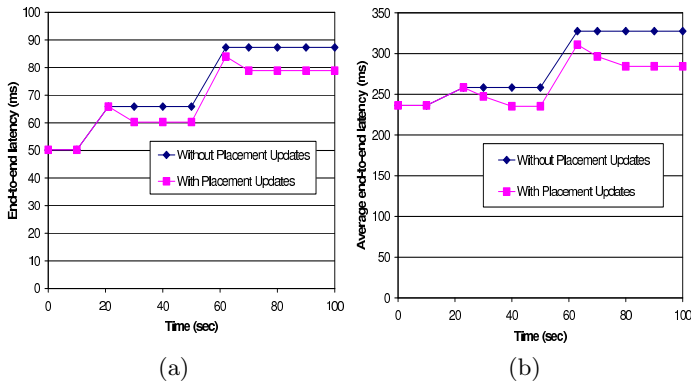 100
90
80
70
60
50
40
30
20
10
0
End-to-end latency (ms)
Without Placement Updates
With Placement Updates
0 20 40 60 80 100
Time (sec)
(a)
350
300
250
200
150
100
50
0
Average end-to-end latency (ms)
Without Placement Updates
With Placement Updates
0 20 40 60 80 100
Time (sec)
(b)